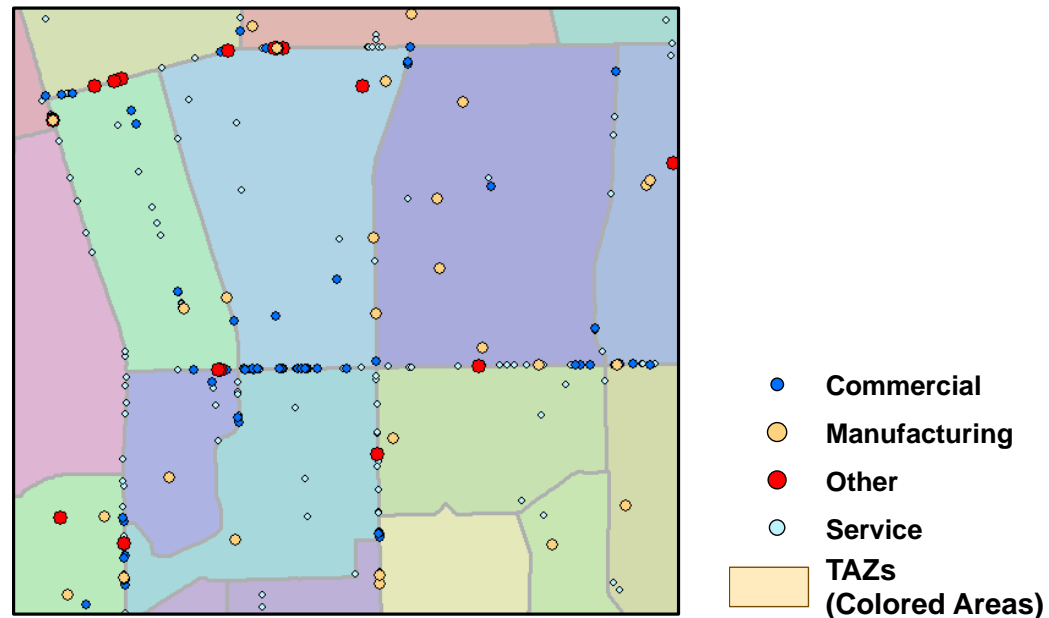 Commercial
Manufacturing
Other
Service
TAZs
(Colored Areas)